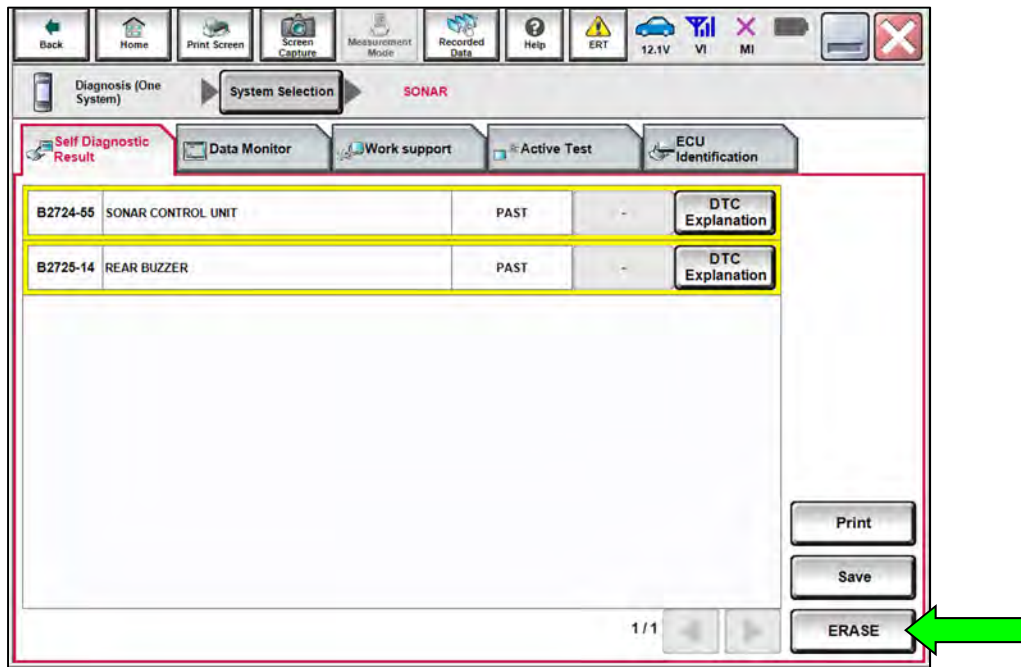 Back
Home
Print Screen
Screen
Capture
Measurement
Mode
Recorded
Data
Help
ERT
12.1V
VI
MI
Diagnosis (One
System)
System Selection
SONAR
Self Diagnostic
Result
Data Monitor
Work support
Active Test
ECU
Identification
B2724-55 SONAR CONTROL UNIT PAST - DTC
Explanation
B2725-14 REAR BUZZER PAST - DTC
Explanation
Print
Save
1/1
ERASE